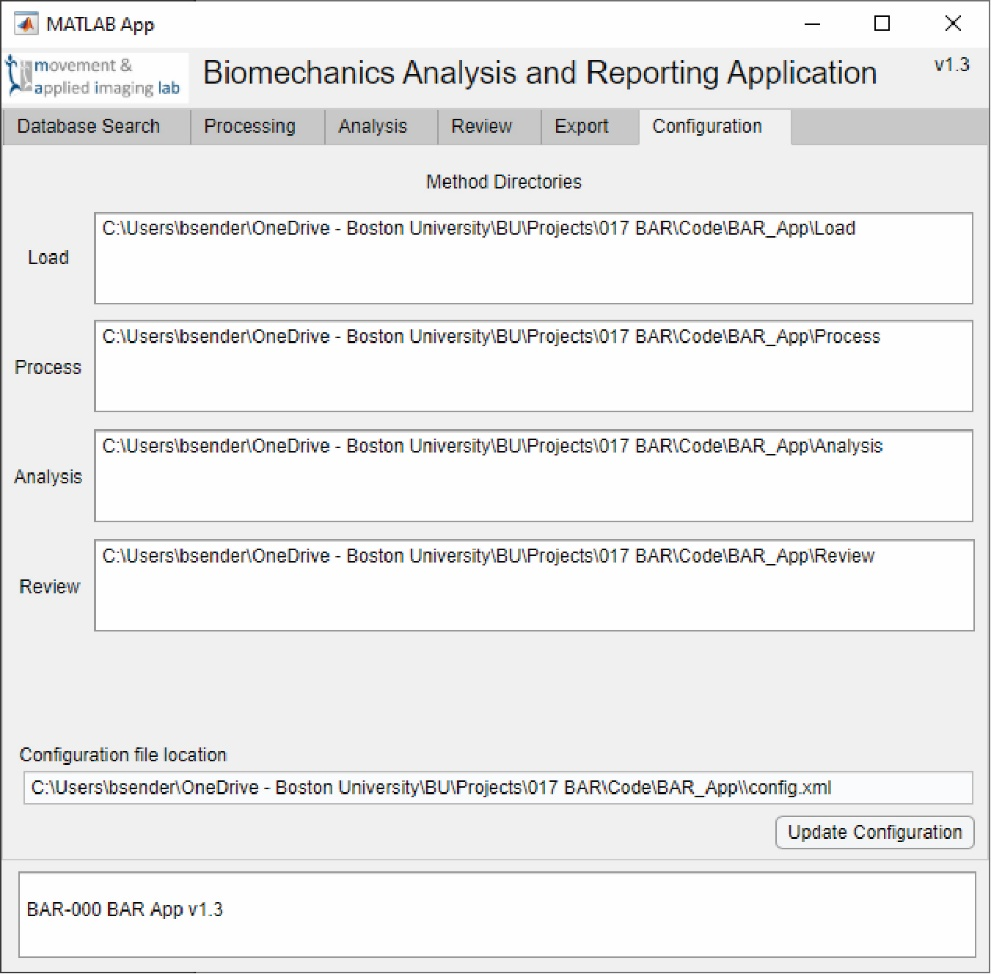 MATLAB App
movement &
applied imaging lab
Biomechanics Analysis and Reporting Application
v1.3
Database Search
Processing
Analysis
Review
Export
Configuration
Method Directories
Load
C:\Users\bsender\OneDrive - Boston University\BU\Projects\017 BAR\Code\BAR_App\Load
Process
C:\Users\bsender\OneDrive - Boston University\BU\Projects\017 BAR\Code\BAR_App\Process
Analysis
C:\Users\bsender\OneDrive - Boston University\BU\Projects\017 BAR\Code\BAR_App\Analysis
Review
C:\Users\bsender\OneDrive - Boston University\BU\Projects\017 BAR\Code\BAR_App\Review
Configuration file location
C:\Users\bsender\OneDrive - Boston University\BU\Projects\017 BAR\Code\BAR_App\\config.xml
Update Configuration
BAR-000 BAR App v1.3